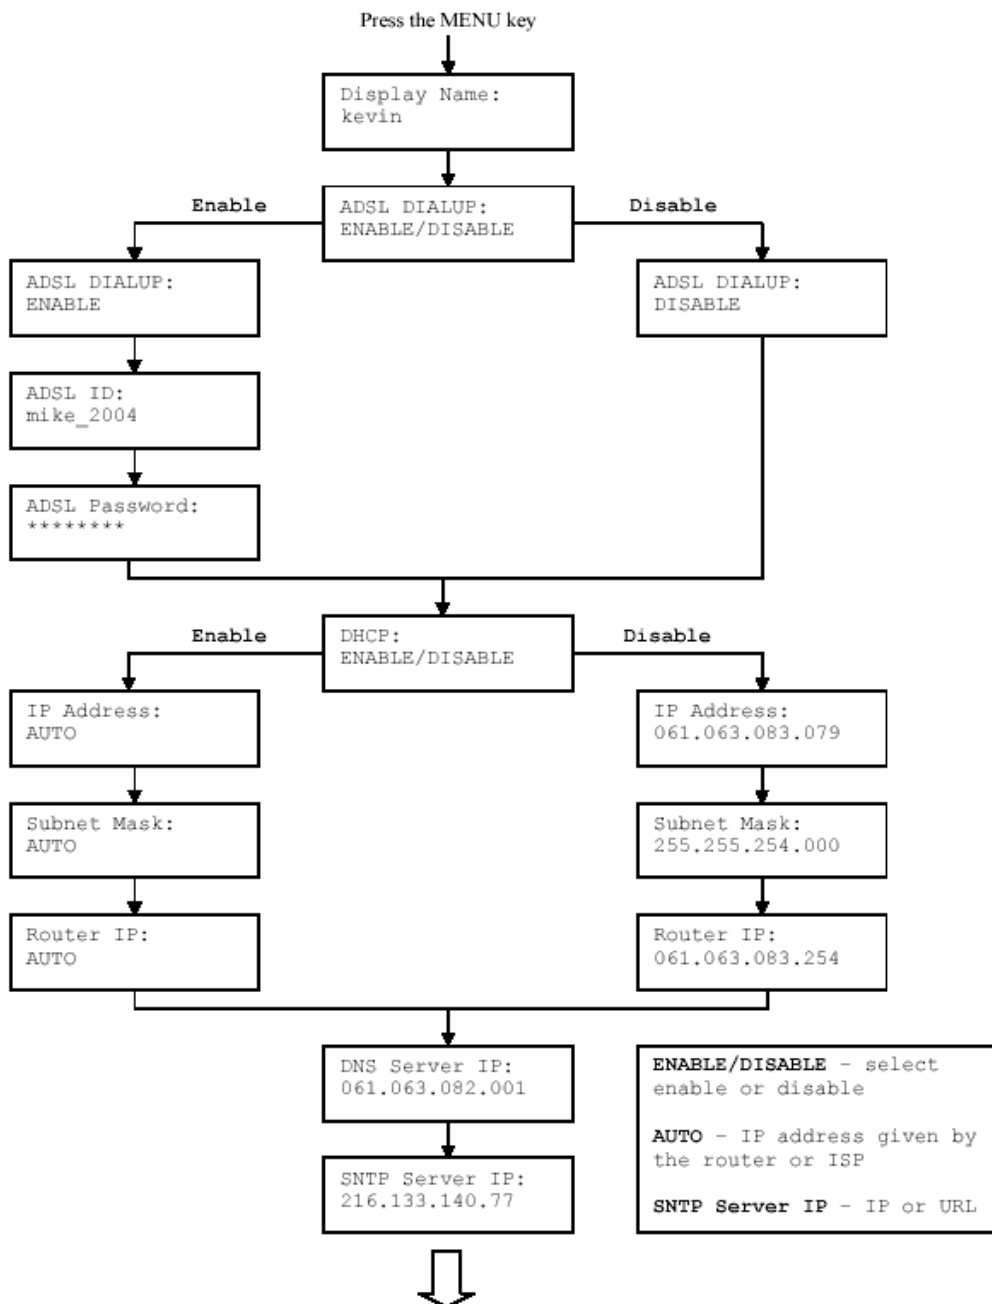 Press the MENU key
Display Name:
kevin
Enable
ADSL DIALUP:
ENABLE/DISABLE
Disable
ADSL DIALUP:
ENABLE
ADSL DIALUP:
DISABLE
ADSL ID:
mike_2004
ADSL Password:
********
Enable
DHCP:
ENABLE/DISABLE
Disable
IP Address:
AUTO
IP Address:
061.063.083.079
Subnet Mask:
AUTO
Subnet Mask:
255.255.254.000
Router IP:
AUTO
Router IP:
061.063.083.254
DNS Server IP:
061.063.082.001
SNTP Server IP:
216.133.140.77
ENABLE/DISABLE – select
enable or disable
AUTO – IP address given by
the router or ISP
SNTP Server IP – IP or URL